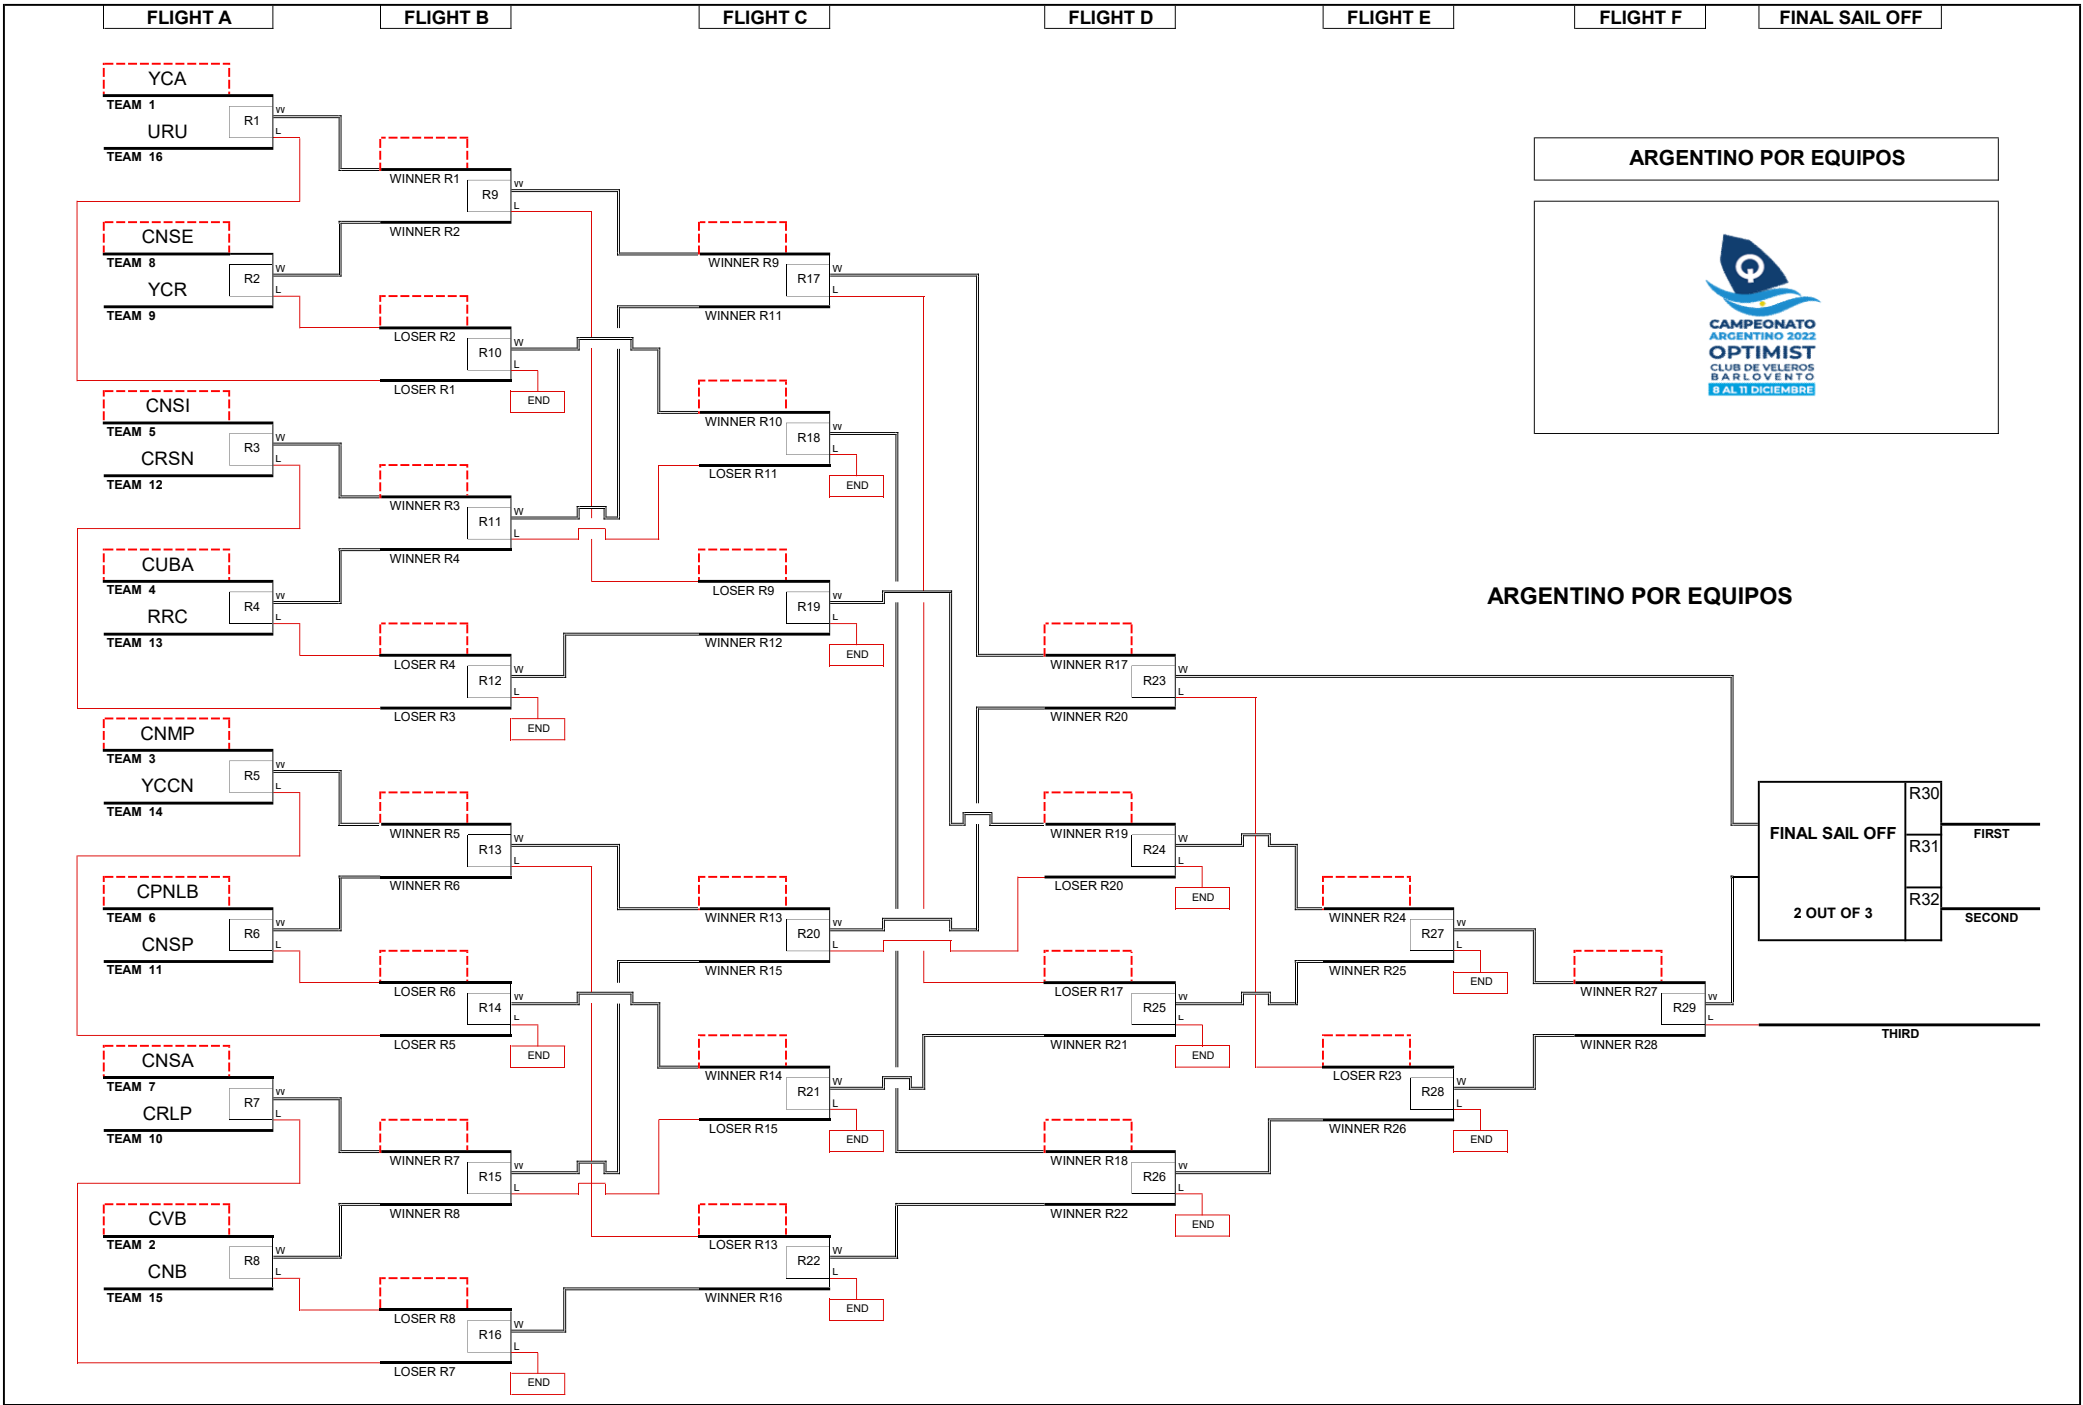 FLIGHT A
FLIGHT B
FLIGHT C
FLIGHT D
FLIGHT E
FLIGHT F
FINAL SAIL OFF
YCA
TEAM 1
R1
W
L
URU
TEAM 16
CNSE
TEAM 8
R2
W
L
YCR
TEAM 9
CNSI
TEAM 5
R3
W
L
CRSN
TEAM 12
CUBA
TEAM 4
R4
W
L
RRC
TEAM 13
CNMP
TEAM 3
R5
W
L
YCCN
TEAM 14
CPNLB
TEAM 6
R6
W
L
CNSP
TEAM 11
CNSA
TEAM 7
R7
W
L
CRLP
TEAM 10
CVB
TEAM 2
R8
W
L
CNB
TEAM 15
WINNER R1
R9
W
L
WINNER R2
LOSER R2
R10
W
L
LOSER R1
END
WINNER R3
R11
W
L
WINNER R4
LOSER R4
R12
W
L
LOSER R3
END
WINNER R5
R13
W
L
WINNER R6
LOSER R6
R14
W
L
LOSER R5
END
WINNER R7
R15
W
L
WINNER R8
LOSER R8
R16
W
L
LOSER R7
END
WINNER R9
R17
W
L
WINNER R11
WINNER R10
R18
W
L
LOSER R11
END
LOSER R9
R19
W
L
WINNER R12
END
WINNER R13
R20
W
L
WINNER R15
WINNER R14
R21
W
L
LOSER R15
END
LOSER R13
R22
W
L
WINNER R16
END
WINNER R17
R23
W
L
WINNER R20
WINNER R19
R24
W
L
LOSER R20
END
LOSER R17
R25
W
L
WINNER R21
END
WINNER R18
R26
W
L
WINNER R22
END
WINNER R24
R27
W
L
WINNER R25
END
LOSER R23
R28
W
L
WINNER R26
END
WINNER R27
R29
W
L
WINNER R28
ARGENTINO POR EQUIPOS
CAMPEONATO
ARGENTINO 2022
OPTIMIST
CLUB DE VELEROS
BARLOVENTO
8 AL 11 DICIEMBRE
ARGENTINO POR EQUIPOS
R30
FINAL SAIL OFF
FIRST
R31
R32
2 OUT OF 3
SECOND
THIRD